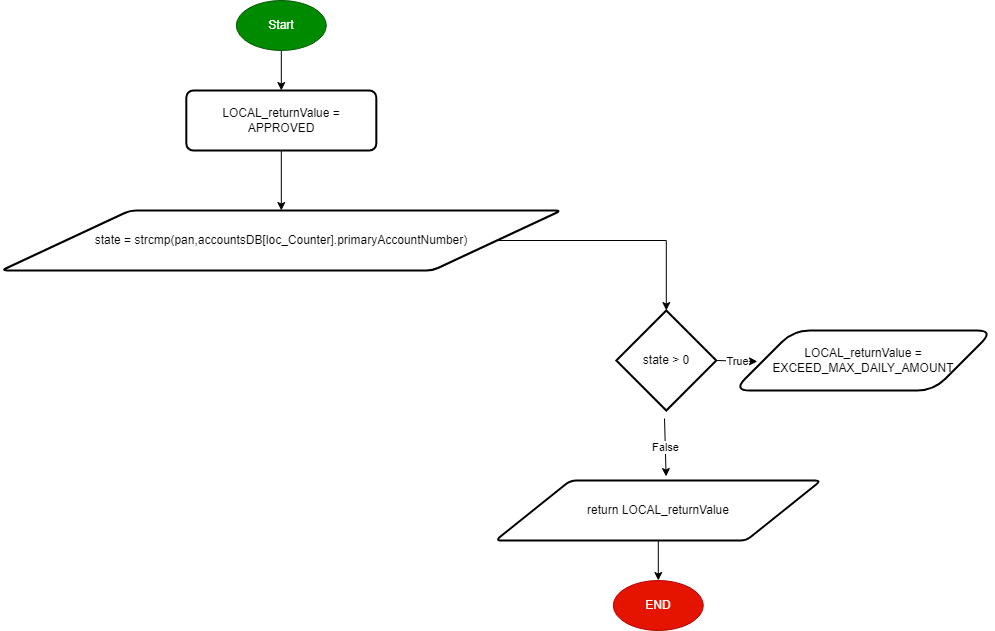 Start
LOCAL_returnValue =
APPROVED
state = strcmp(pan,accountsDB[loc_Counter].primaryAccountNumber)
state > 0
True
LOCAL_returnValue =
EXCEED_MAX_DAILY_AMOUNT
False
return LOCAL_returnValue
END